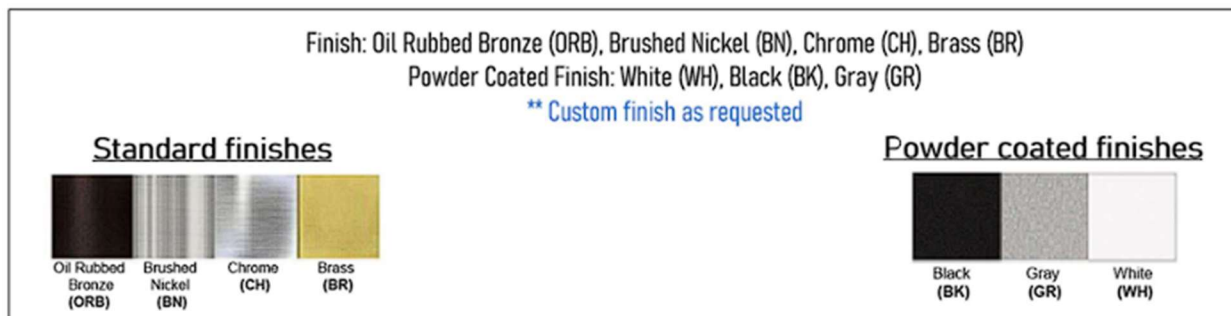 Finish: Oil Rubbed Bronze (ORB), Brushed Nickel (BN), Chrome (CH), Brass (BR)
Powder Coated Finish: White (WH), Black (BK), Gray (GR)
** Custom finish as requested
Standard finishes
Oil Rubbed
Bronze
(ORB)
Brushed
Nickel
(BN)
Chrome
(CH)
Brass
(BR)
Powder coated finishes
Black
(BK)
Gray
(GR)
White
(WH)